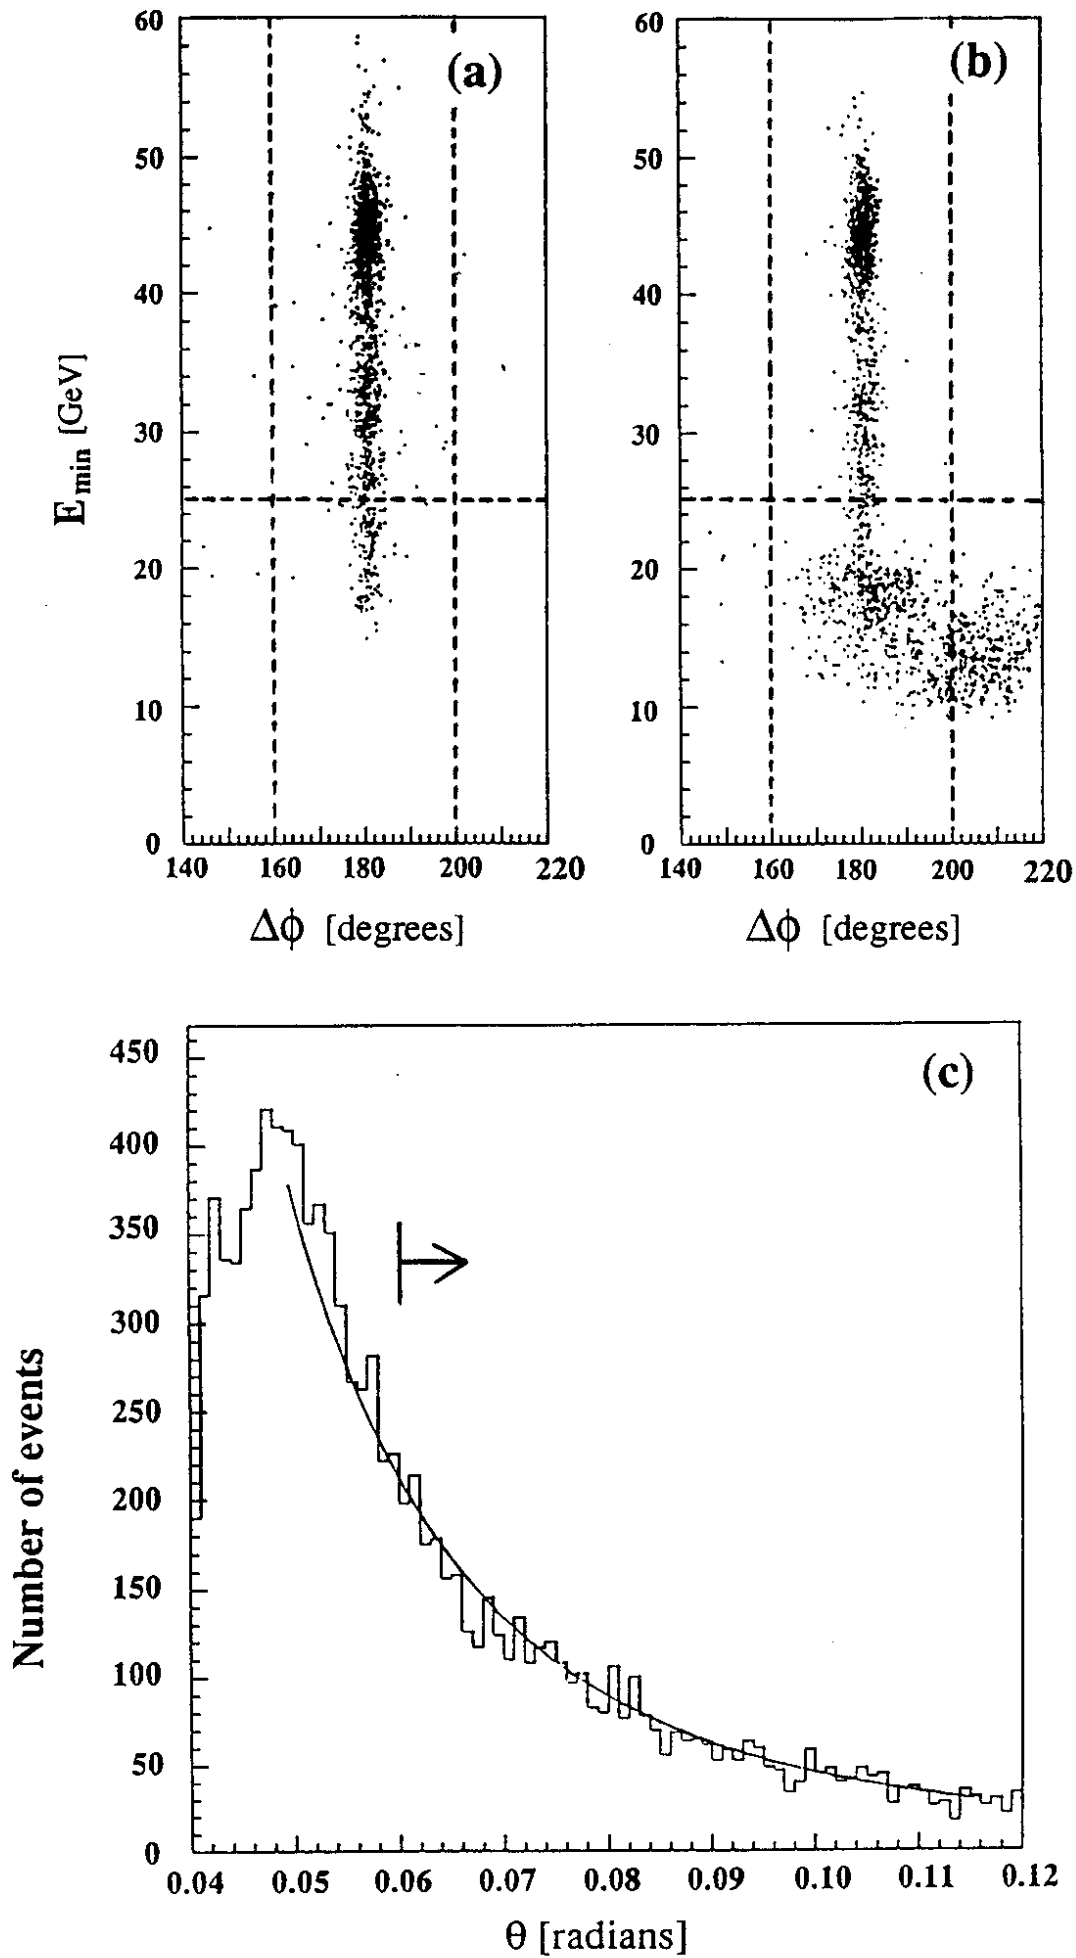 60 (a)
50
40
30
20
10
0
140 160 180 200 220
E_min [GeV]
Δϕ [degrees]
60 (b)
50
40
30
20
10
0
140 160 180 200 220
Δϕ [degrees]
(c)
450
400
350
300
250
200
150
100
50
0
0.04 0.05 0.06 0.07 0.08 0.09 0.10 0.11 0.12
Number of events
θ [radians]